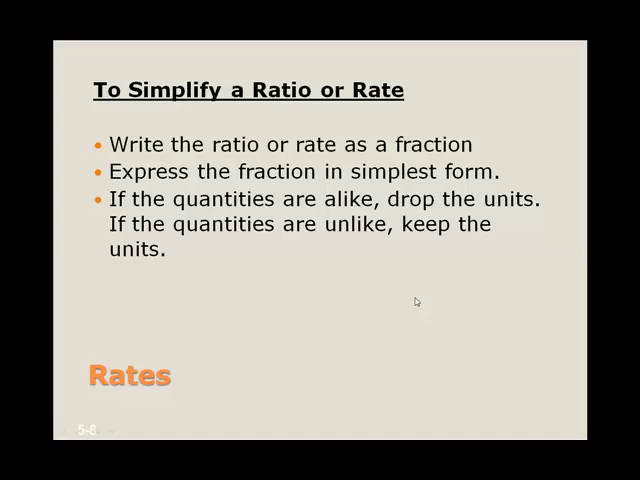 To Simplify a Ratio or Rate
• Write the ratio or rate as a fraction
• Express the fraction in simplest form.
• If the quantities are alike, drop the units.
If the quantities are unlike, keep the
units.
Rates
5-8